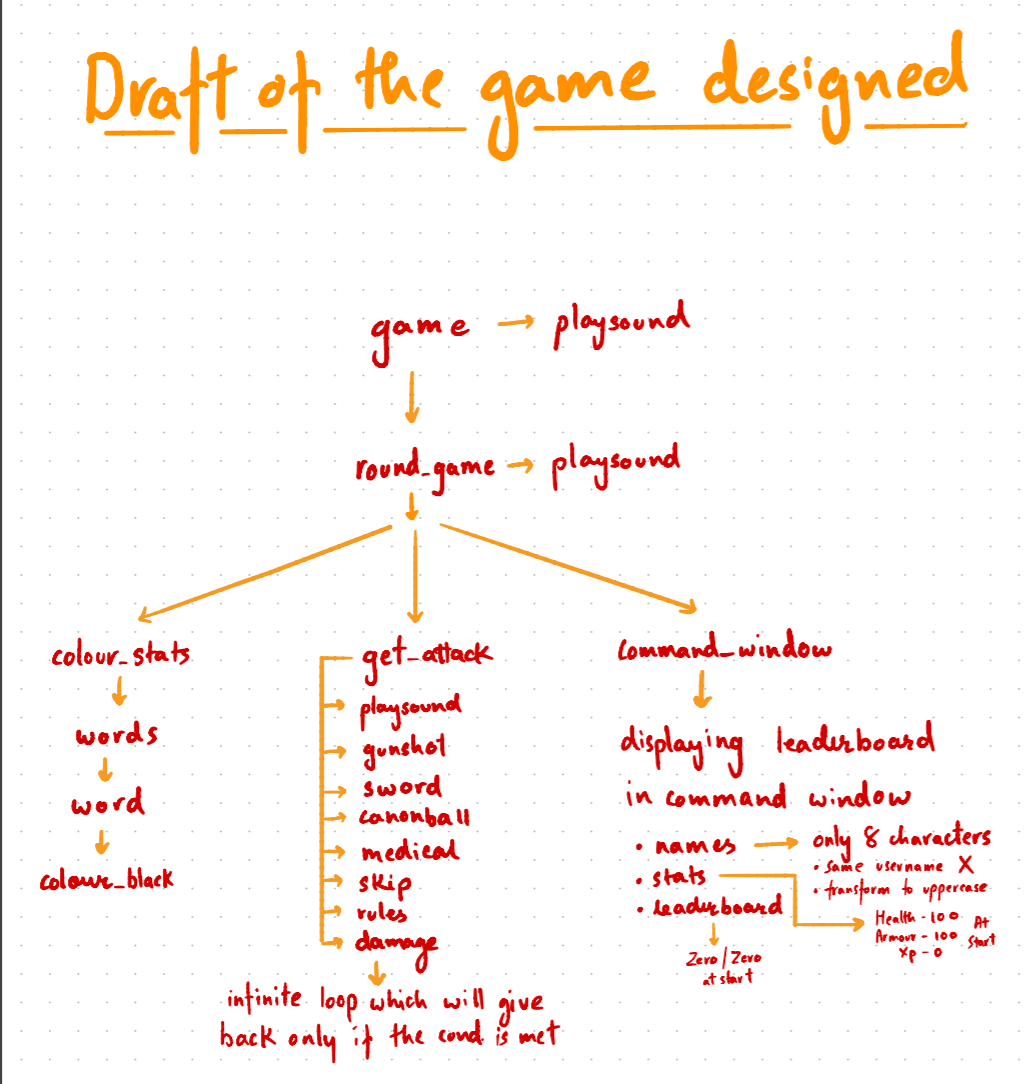 Draft of the game designed
game → playsound
round_game → playsound
colour_stats
words
word
colour_black
get_attack
playsound
gunshot
sword
canonball
medical
skip
rules
damage
infinite loop which will give
back only if the cond is met
command_window
displaying leaderboard
in command window
• names → only 8 characters
• same username X
• transform to uppercase
• stats
Health - 100
Armour - 100
Xp - 0
At
start
• leaderboard
Zero / Zero
at start